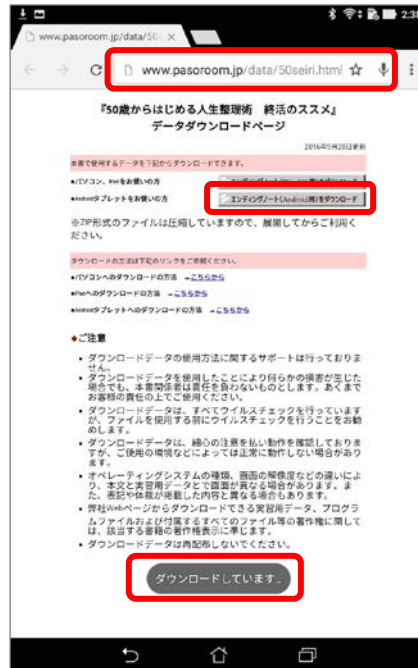 2:38
www.pasoroom.jp/data/50
www.pasoroom.jp/data/50seiri.html
『50歳からはじめる人生整理術　終活のススメ』
データダウンロードページ
2016年9月20日更新
本書で使用するデータを下記からダウンロードできます。
●パソコン、iPadをお使いの方
●Androidタブレットをお使いの方
エンディングノート(Android用)をダウンロード
※ZIP形式のファイルは圧縮していますので、展開してからご利用く
ださい。
ダウンロードの方法は下記のリンクをご参照ください。
●パソコンへのダウンロードの方法　→こちらから
●iPadへのダウンロードの方法　→こちらから
●Androidタブレットへのダウンロードの方法　→こちらから
◆ご注意
• ダウンロードデータの使用方法に関するサポートは行っておりま
せん。
• ダウンロードデータを使用したことにより何らかの損害が生じた
場合でも、本書関係者は責任を負わないものとします。あくまで
お客様の責任の上でご使用ください。
• ダウンロードデータは、すべてウイルスチェックを行っています
が、ファイルを使用する前にウイルスチェックを行うことをお勧
めします。
• ダウンロードデータは、細心の注意を払い動作を確認しておりま
すが、ご使用の環境などによっては正常に動作しない場合があり
ます。
• オペレーティングシステムの種類、画面の解像度などの違いによ
り、本文と実習用データとで画面が異なる場合があります。ま
た、表記や体裁が掲載した内容と異なる場合もあります。
• 弊社Webページからダウンロードできる実習用データ、プログラ
ムファイルおよび付属するすべてのファイル等の著作権に関して
は、該当する書籍の著作権表示に準じます。
• ダウンロードデータは再配布しないでください。
ダウンロードしています..